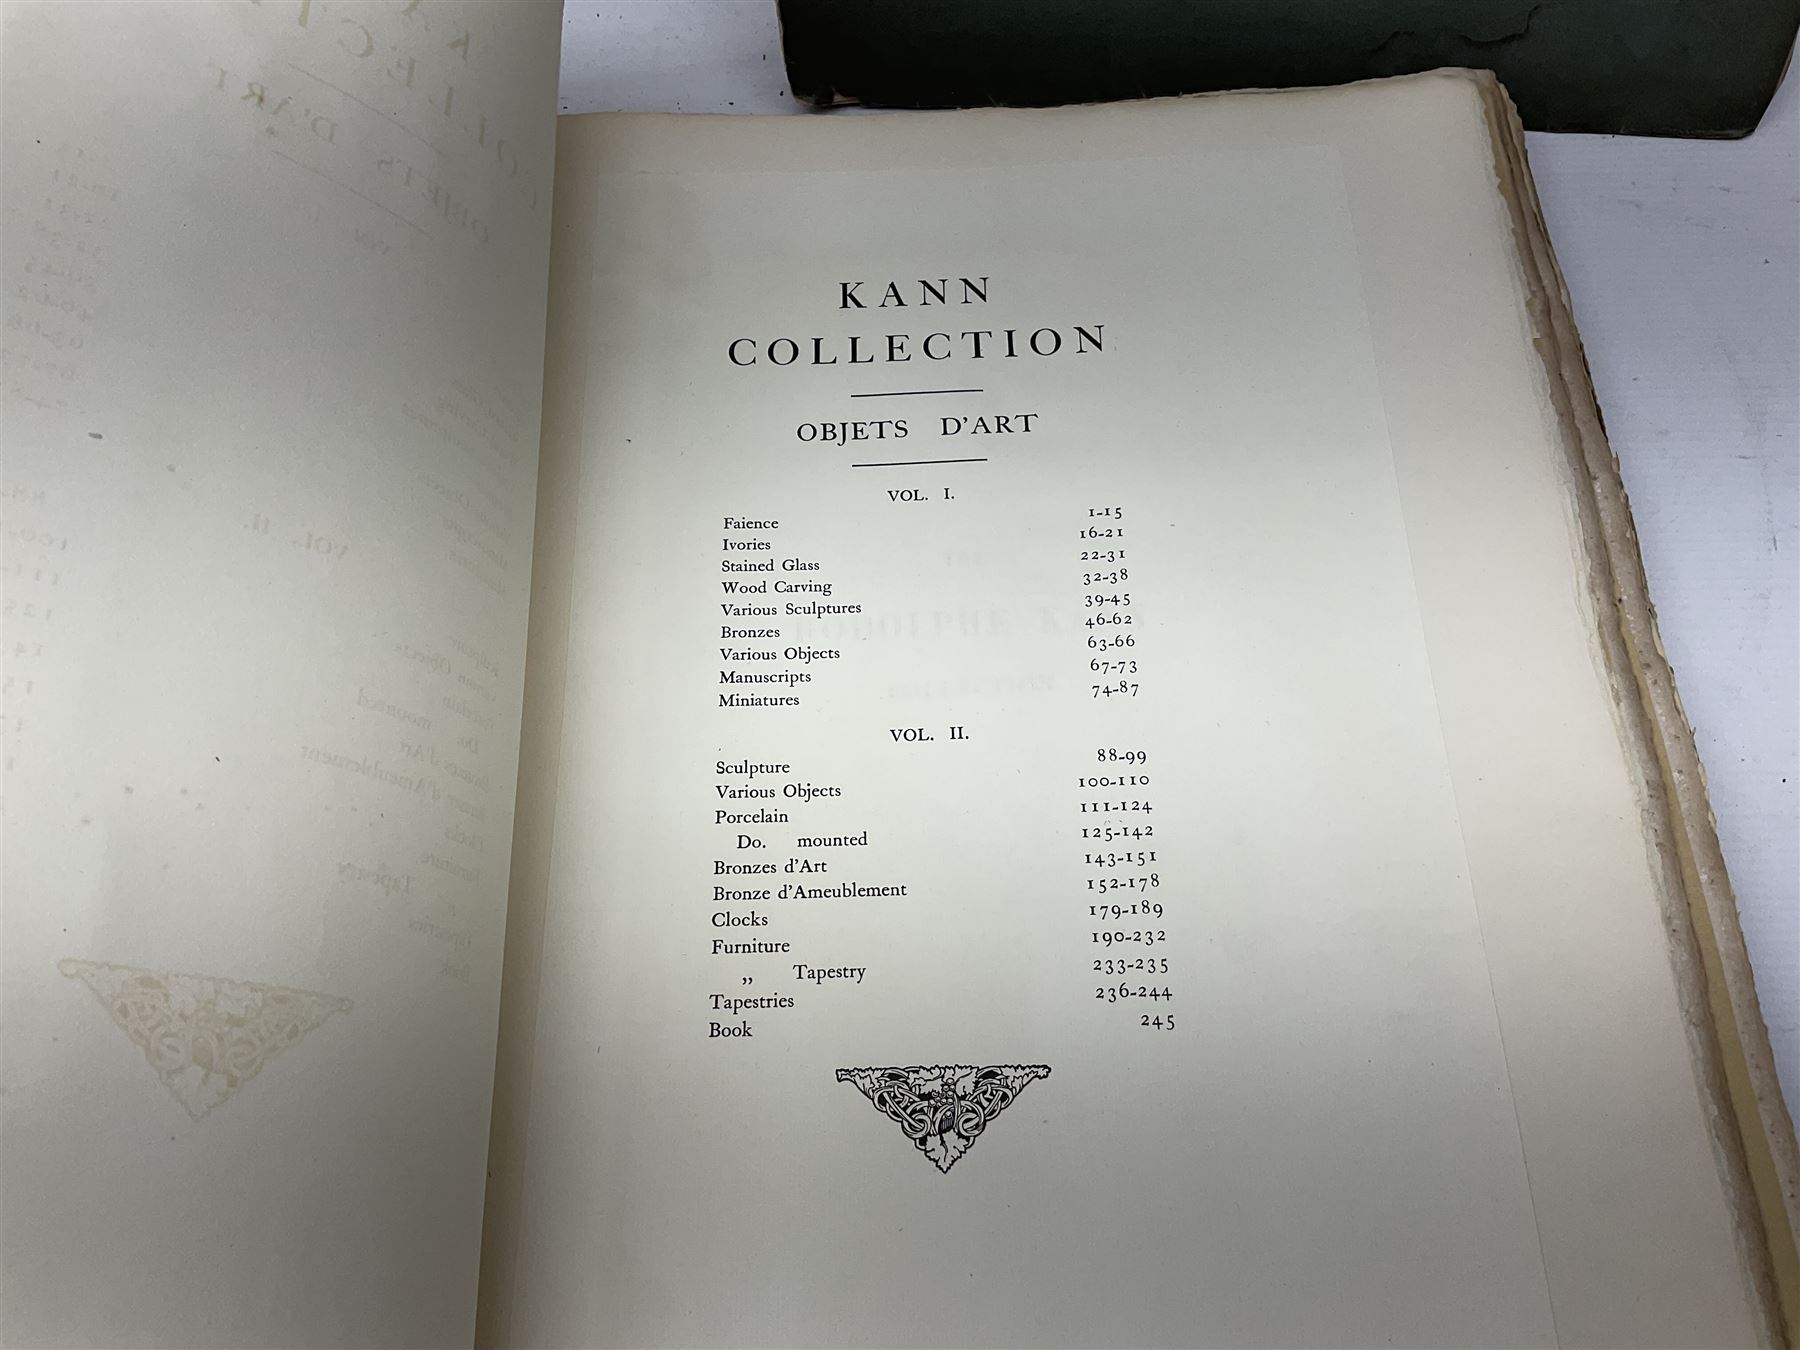 KANN
COLLECTION
OBJETS D'ART
VOL. I.
Faience 1-15
Ivories 16-21
Stained Glass 22-31
Wood Carving 32-38
Various Sculptures 39-45
Bronzes 46-62
Various Objects 63-66
Manuscripts 67-73
Miniatures 74-87
VOL. II.
Sculpture 88-99
Various Objects 100-110
Porcelain 111-124
Do. mounted 125-142
Bronzes d'Art 143-151
Bronze d'Ameublement 152-178
Clocks 179-189
Furniture 190-232
„ Tapestry 233-235
Tapestries 236-244
Book 245